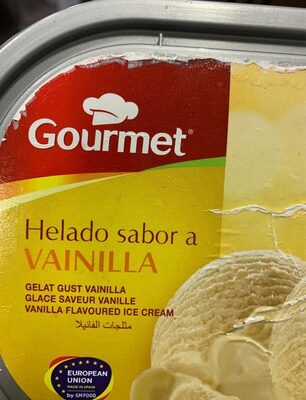 Gourmet®
Helado sabor a
VAINILLA
GELAT GUST VAINILLA
GLACE SAVEUR VANILLE
VANILLA FLAVOURED ICE CREAM
مثلجات الفانيلا
EUROPEAN
UNION
MADE IN SPAIN
by GM FOOD